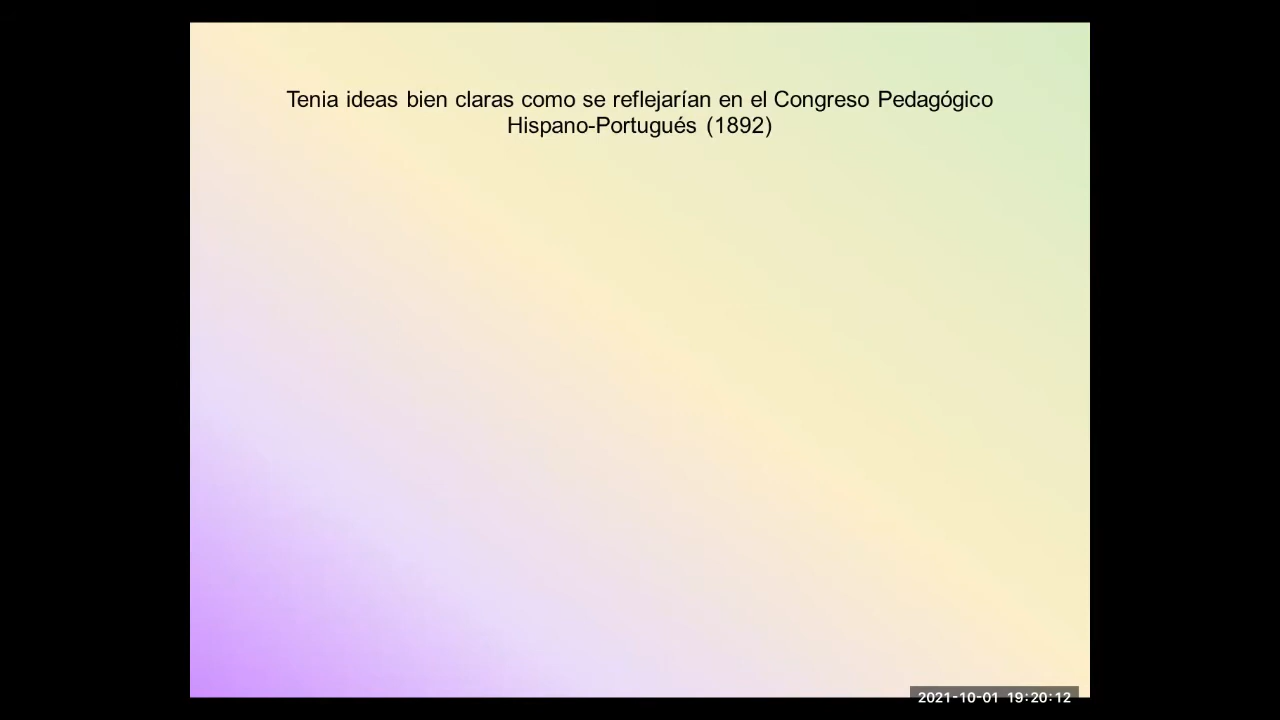 Tenia ideas bien claras como se reflejarían en el Congreso Pedagógico
Hispano-Portugués (1892)
2021-10-01 19:20:12